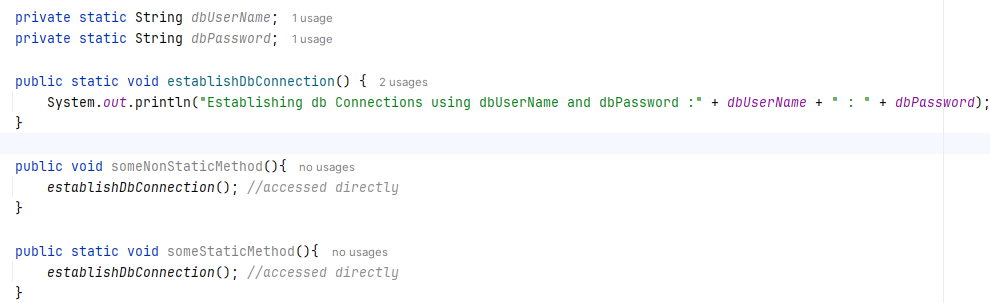 private static String dbUserName; 1 usage
private static String dbPassword; 1 usage
public static void establishDbConnection() { 2 usages
System.out.println("Establishing db Connections using dbUserName and dbPassword :" + dbUserName + " : " + dbPassword);
}
public void someNonStaticMethod(){ no usages
establishDbConnection(); //accessed directly
}
public static void someStaticMethod(){ no usages
establishDbConnection(); //accessed directly
}